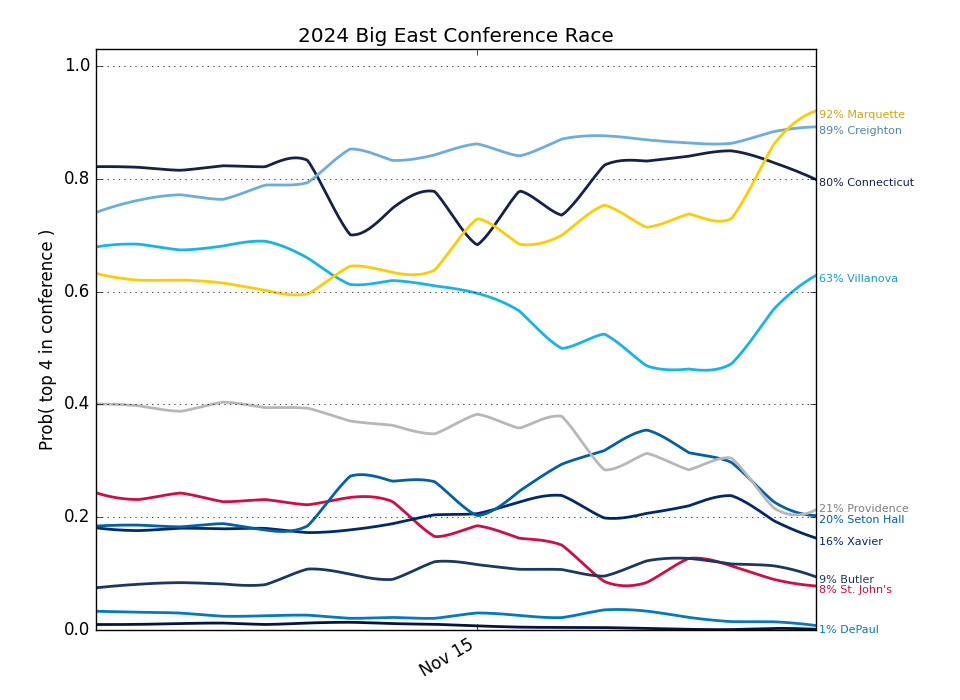 2024 Big East Conference Race
1.0
0.8
0.6
0.4
0.2
0.0
Prob( top 4 in conference )
Nov 15
92% Marquette
89% Creighton
80% Connecticut
63% Villanova
21% Providence
20% Seton Hall
16% Xavier
9% Butler
8% St. John's
1% DePaul